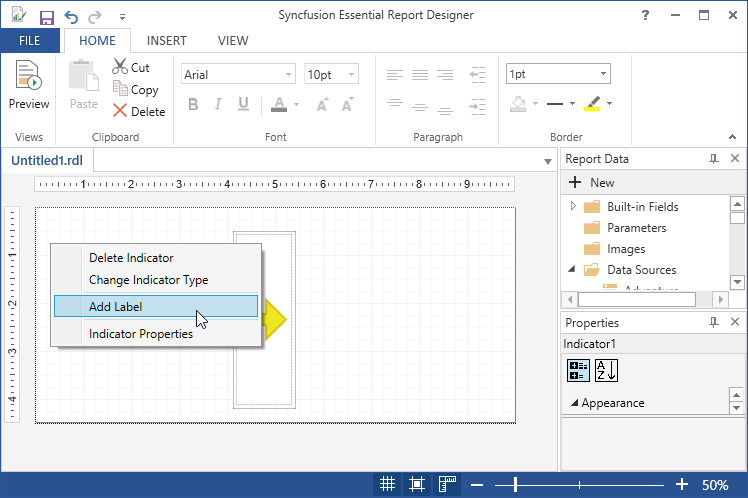 Syncfusion Essential Report Designer
? 
FILE HOME INSERT VIEW
Preview
Paste
Cut
Copy
Delete
Arial 10pt
B I U A A A
1pt
Views Clipboard Font Paragraph Border
Untitled1.rdl
1 2 3 4 5 6 7 8 9
1
2
3
4
Delete Indicator
Change Indicator Type
Add Label
Indicator Properties
Report Data
New
Built-in Fields
Parameters
Images
Data Sources
Adventure
Properties
Indicator1
A Z
Appearance
50%